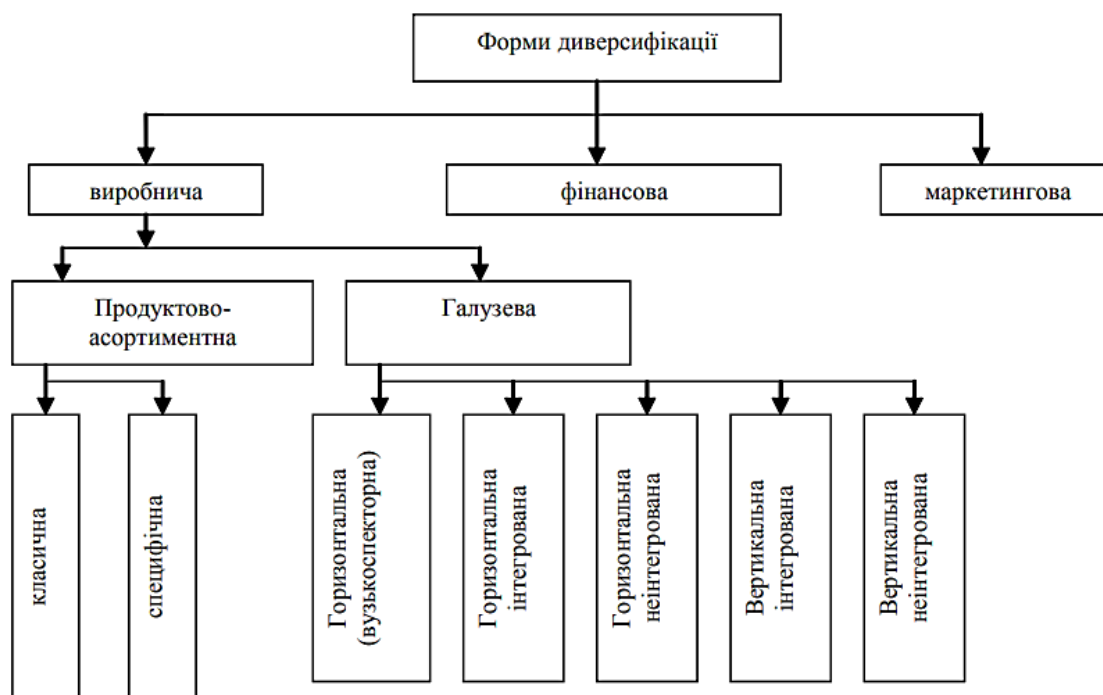 Форми диверсифікації
виробнича
фінансова
маркетингова
Продуктово-
асортиментна
Галузева
класична
специфічна
Горизонтальна
(вузькоспекторна)
Горизонтальна
інтегрована
Горизонтальна
неінтегрована
Вертикальна
інтегрована
Вертикальна
неінтегрована